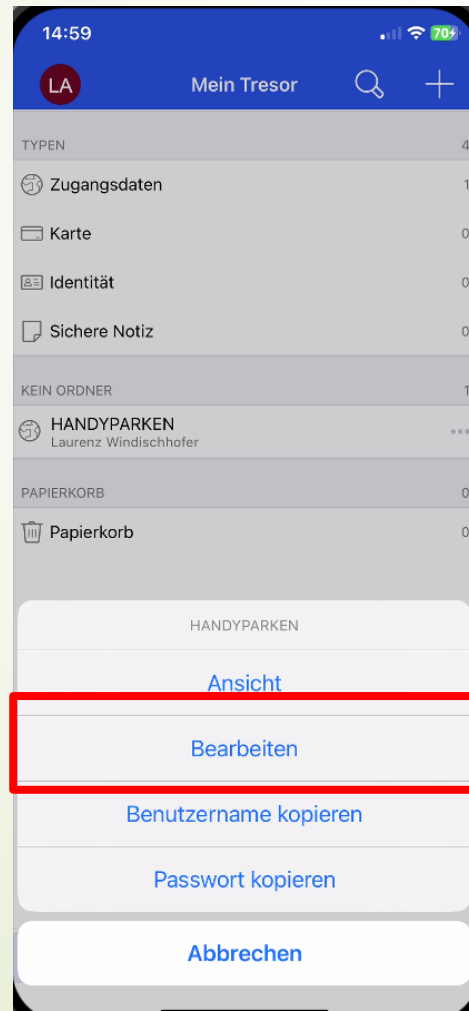 14:59
70
LA
Mein Tresor
TYPEN 4
Zugangsdaten 1
Karte 0
Identität 0
Sichere Notiz 0
KEIN ORDNER 1
HANDYPARKEN
Laurenz Windischhofer
PAPIERKORB 0
Papierkorb 0
HANDYPARKEN
Ansicht
Bearbeiten
Benutzername kopieren
Passwort kopieren
Abbrechen